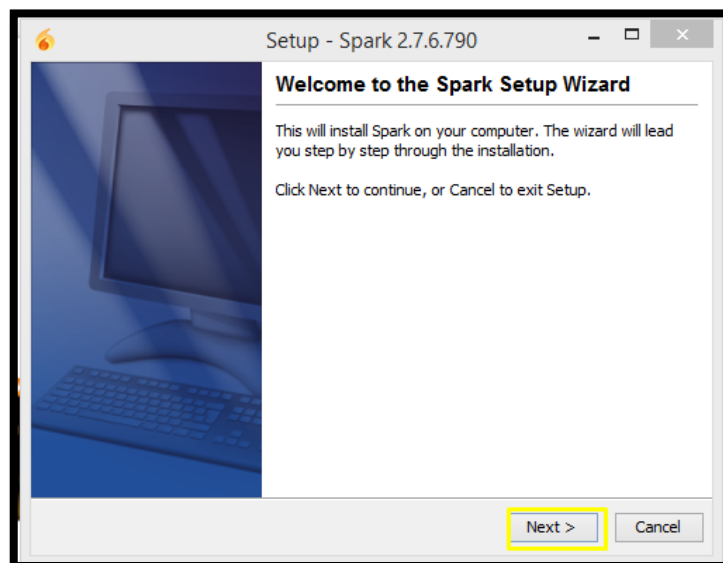 Setup - Spark 2.7.6.790
Welcome to the Spark Setup Wizard
This will install Spark on your computer. The wizard will lead
you step by step through the installation.
Click Next to continue, or Cancel to exit Setup.
Next >
Cancel